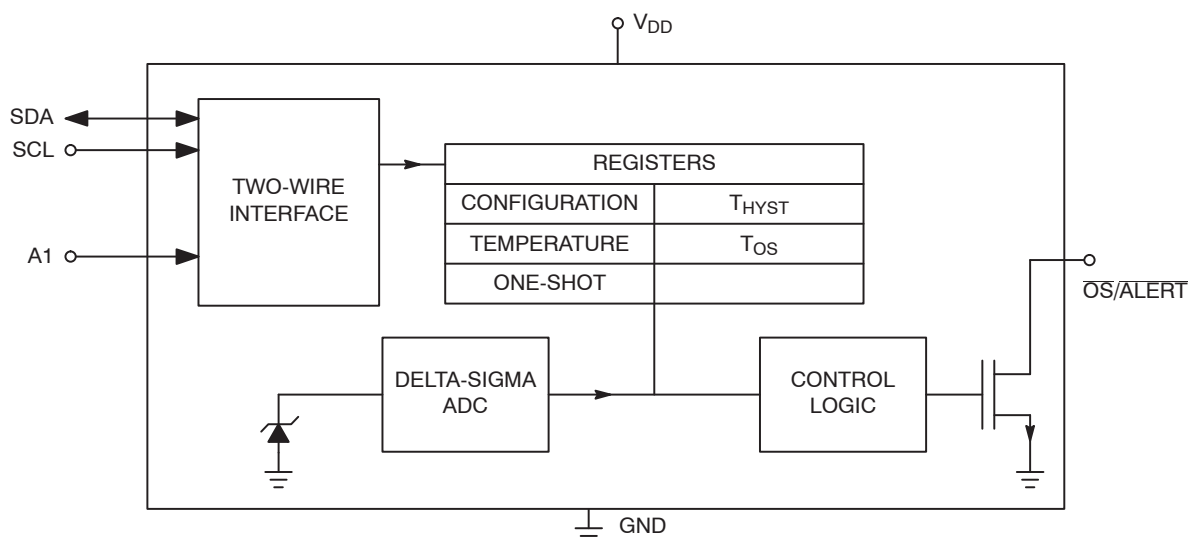 VDD
SDA
SCL
A1
TWO-WIRE
INTERFACE
REGISTERS
CONFIGURATION THYST
TEMPERATURE TOS
ONE-SHOT
OS/ALERT
DELTA-SIGMA
ADC
CONTROL
LOGIC
GND